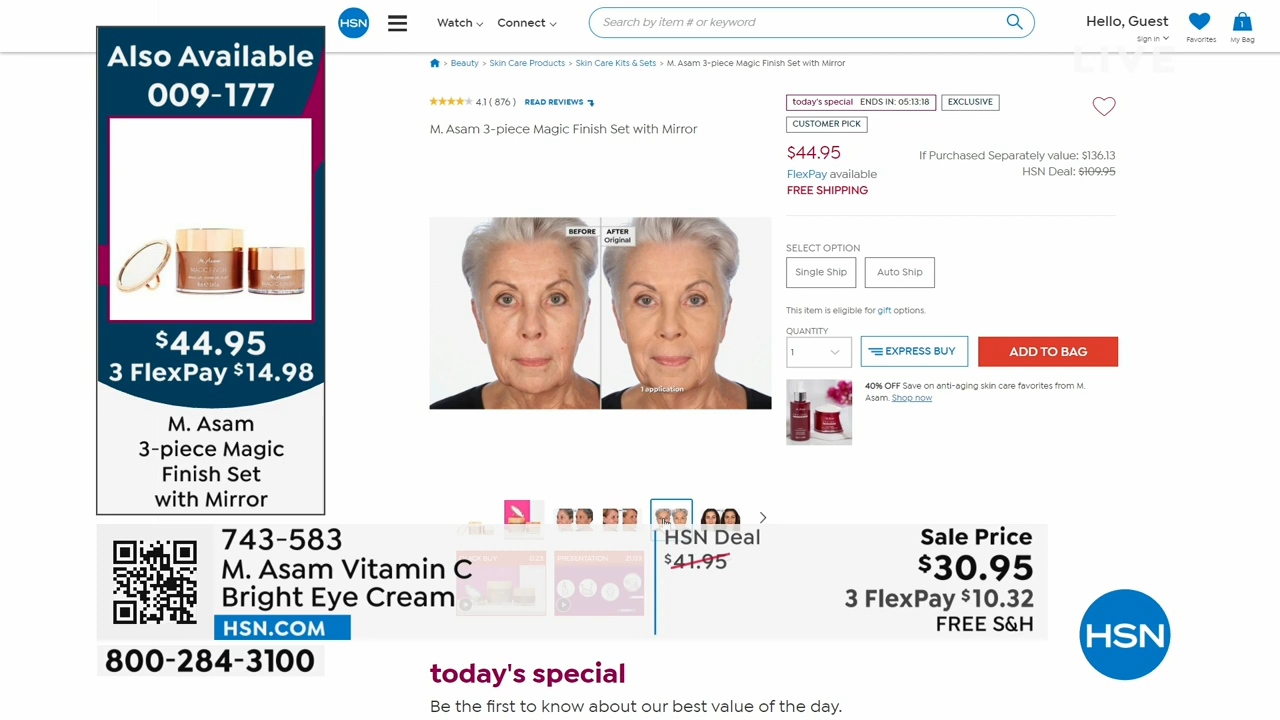 HSN
Watch
Connect
Search by item # or keyword
Hello, Guest
Sign in
Favorites
1
My Bag
LIVE
Also Available
009-177
$44.95
3 FlexPay $14.98
M. Asam
3-piece Magic
Finish Set
with Mirror
> Beauty > Skin Care Products > Skin Care Kits & Sets > M. Asam 3-piece Magic Finish Set with Mirror
4.1 ( 876 ) READ REVIEWS
M. Asam 3-piece Magic Finish Set with Mirror
BEFORE
AFTER
Original
1 application
today's special ENDS IN: 05:13:18
EXCLUSIVE
CUSTOMER PICK
$44.95
If Purchased Separately value: $136.13
FlexPay available
HSN Deal: $109.95
FREE SHIPPING
SELECT OPTION
Single Ship
Auto Ship
This item is eligible for gift options.
QUANTITY
1
EXPRESS BUY
ADD TO BAG
40% OFF Save on anti-aging skin care favorites from M.
Asam. Shop now
743-583
M. Asam Vitamin C
Bright Eye Cream
HSN.COM
800-284-3100
PRESENTATION
HSN Deal
$41.95
Sale Price
$30.95
3 FlexPay $10.32
FREE S&H
HSN
today's special
Be the first to know about our best value of the day.